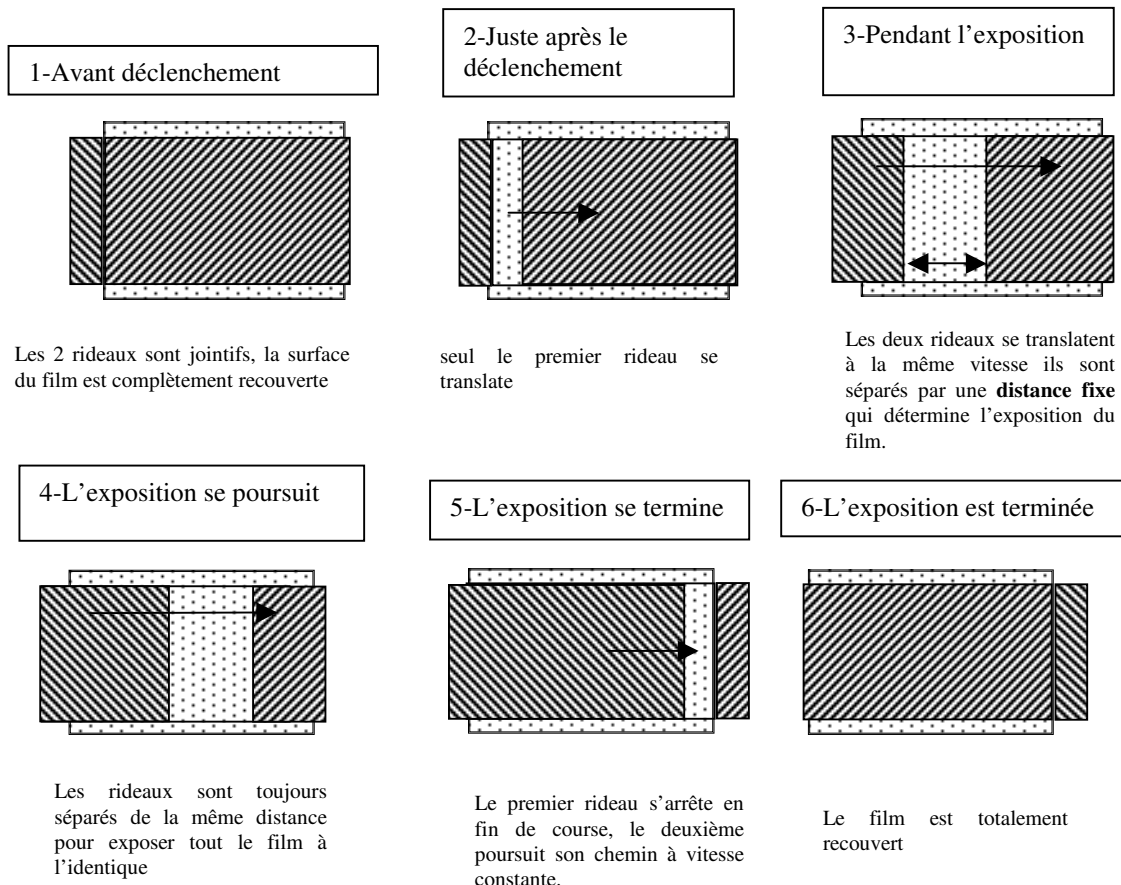 1-Avant déclenchement
2-Juste après le
déclenchement
3-Pendant l’exposition
Les 2 rideaux sont jointifs, la surface
du film est complètement recouverte
seul le premier rideau se
translate
Les deux rideaux se translatent
à la même vitesse ils sont
séparés par une distance fixe
qui détermine l’exposition du
film.
4-L’exposition se poursuit
5-L’exposition se termine
6-L’exposition est terminée
Les rideaux sont toujours
séparés de la même distance
pour exposer tout le film à
l’identique
Le premier rideau s’arrête en
fin de course, le deuxième
poursuit son chemin à vitesse
constante.
Le film est totalement
recouvert